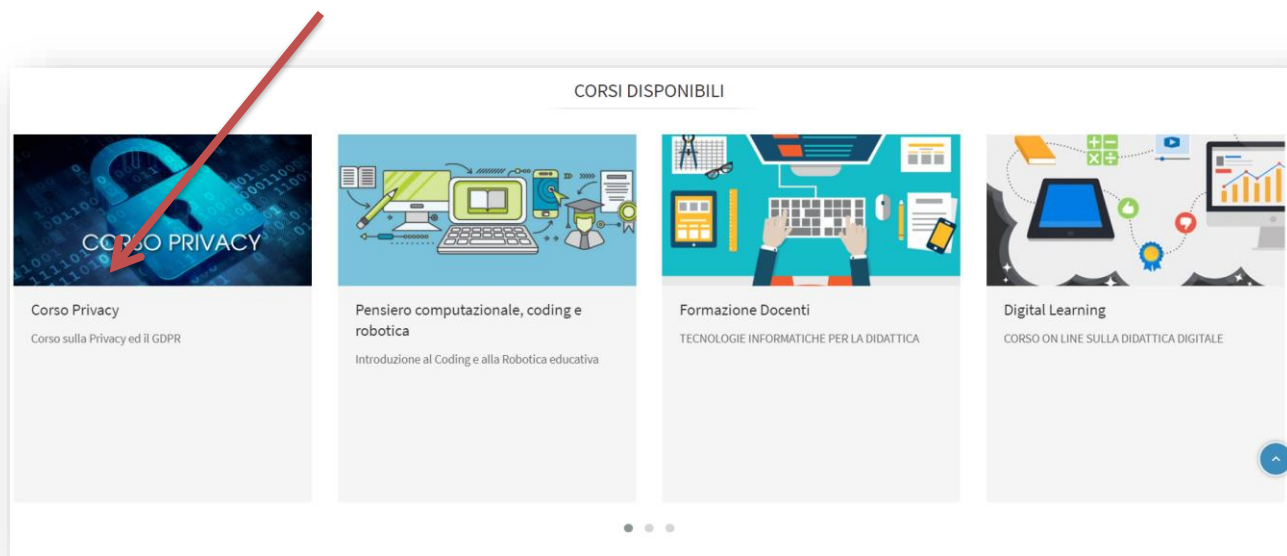 CORSI DISPONIBILI
CORSO PRIVACY
Corso Privacy
Corso sulla Privacy ed il GDPR
Pensiero computazionale, coding e
robotica
Introduzione al Coding e alla Robotica educativa
Formazione Docenti
TECNOLOGIE INFORMATICHE PER LA DIDATTICA
Digital Learning
CORSO ON LINE SULLA DIDATTICA DIGITALE